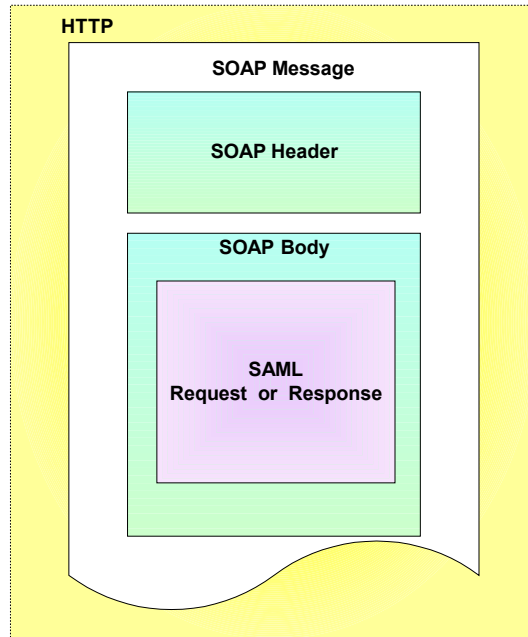 HTTP
SOAP Message
SOAP Header
SOAP Body
SAML
Request or Response